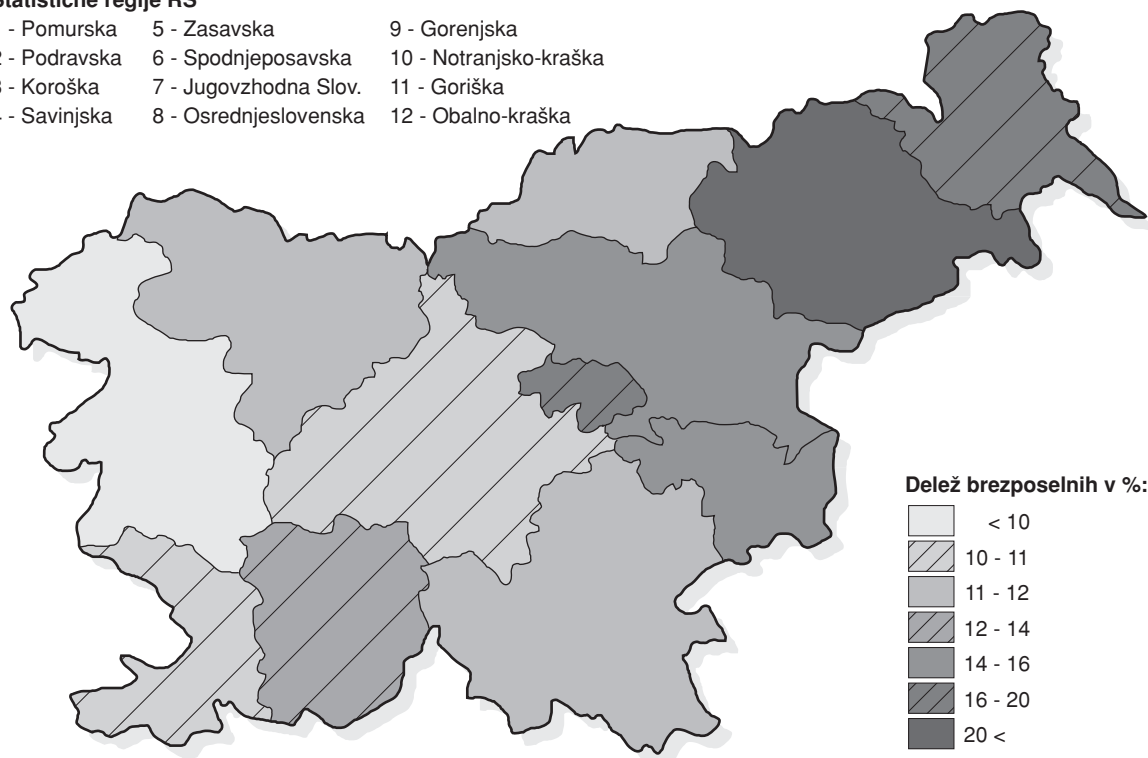 Statistične regije RS
- Pomurska 5 - Zasavska 9 - Gorenjska
- Podravska 6 - Spodnjeposavska 10 - Notranjsko-kraška
- Koroška 7 - Jugovzhodna Slov. 11 - Goriška
- Savinjska 8 - Osrednjeslovenska 12 - Obalno-kraška
Delež brezposelnih v %:
< 10
10 - 11
11 - 12
12 - 14
14 - 16
16 - 20
20 <